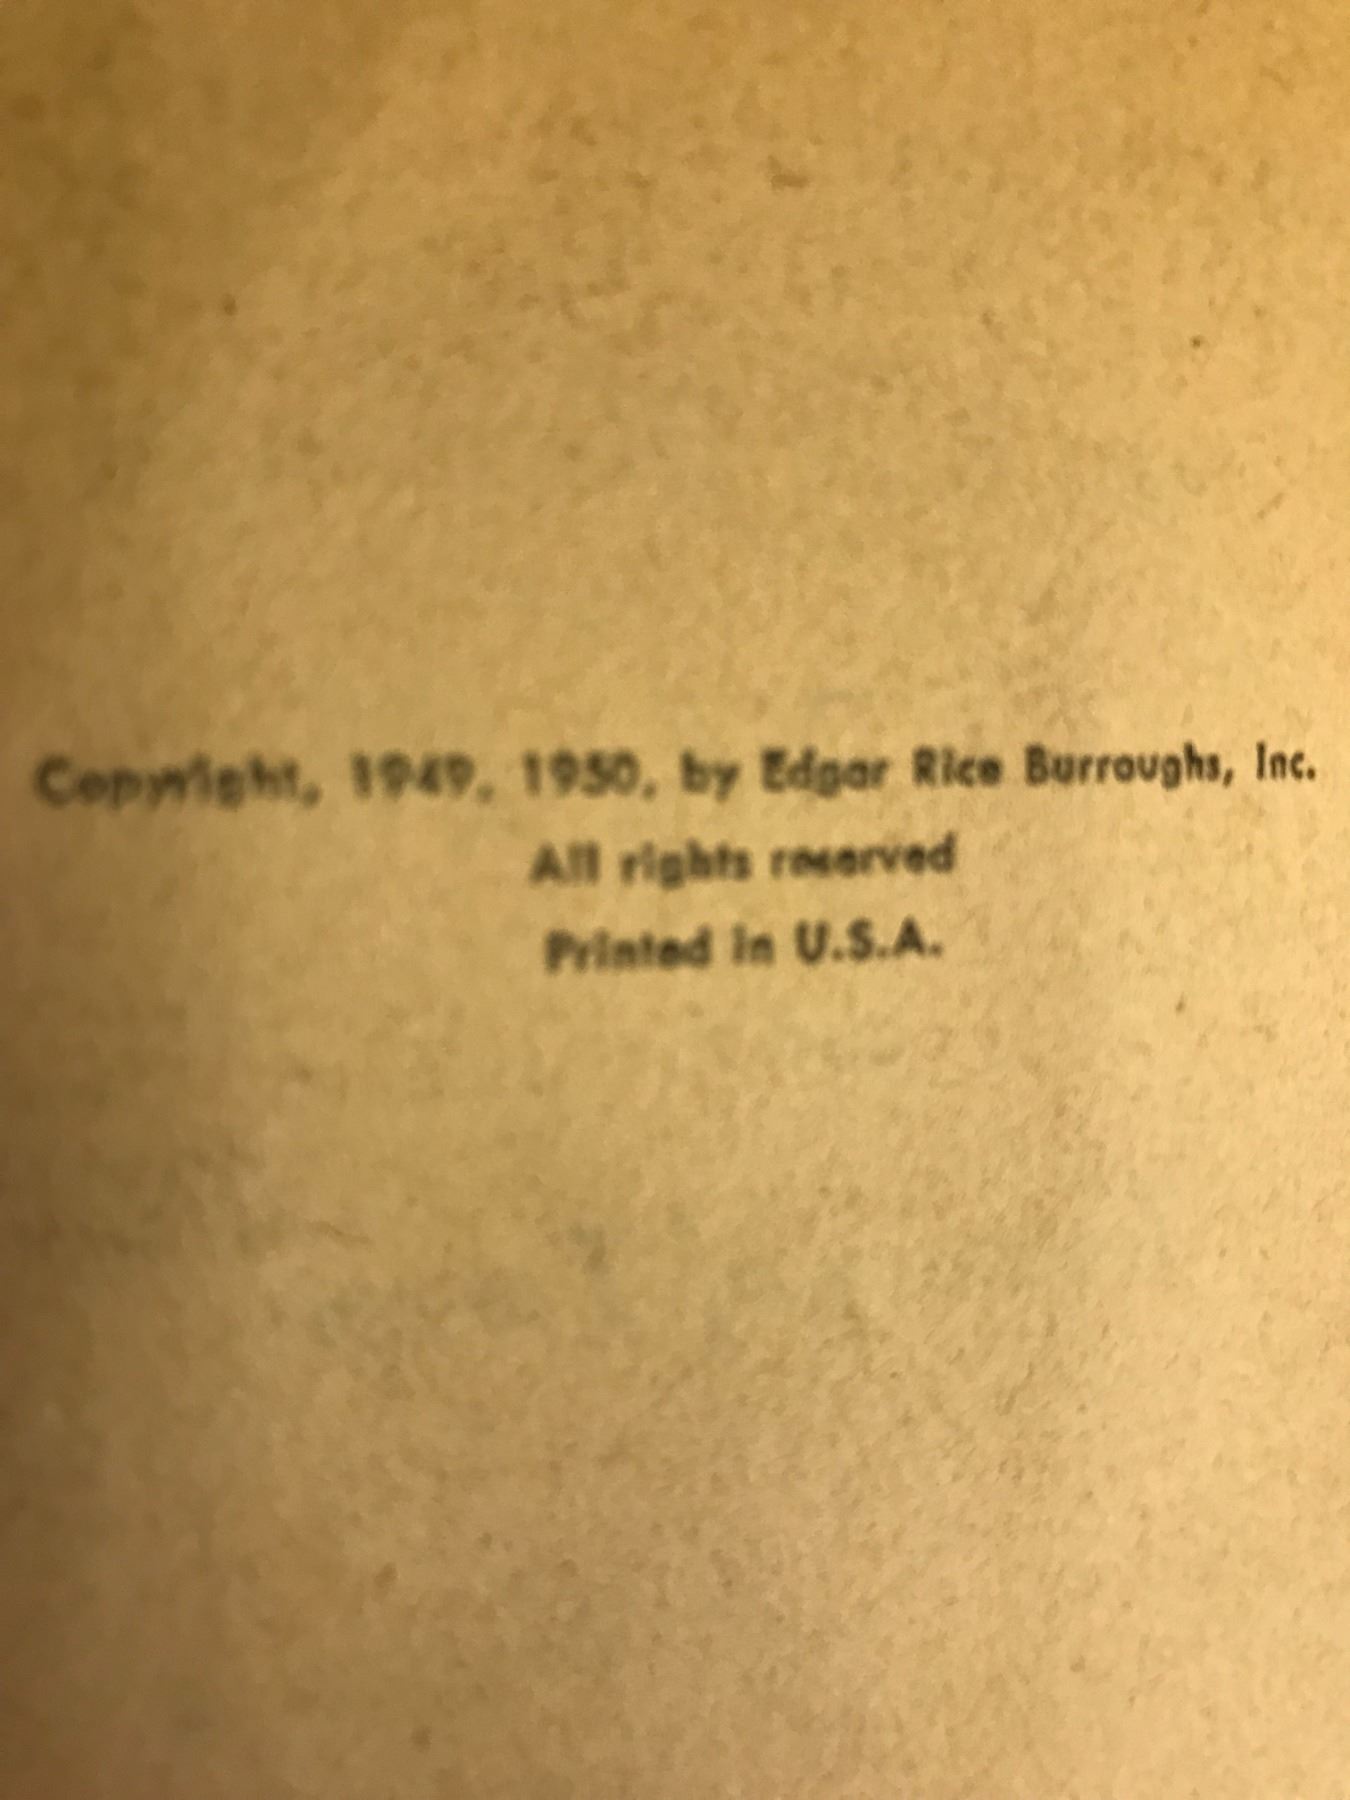 Copyright, 1949, 1950, by Edgar Rice Burroughs, Inc.
All rights reserved
Printed in U.S.A.